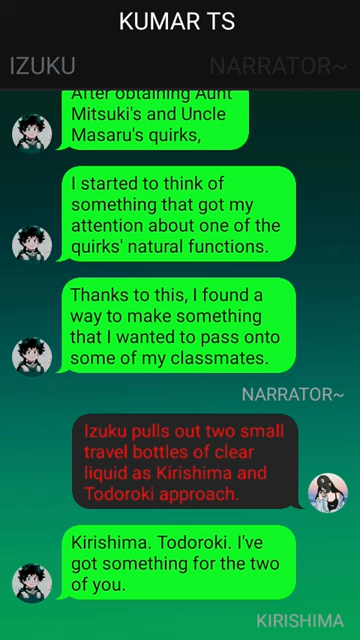 KUMAR TS
IZUKU
NARRATOR~
After obtaining Aunt
Mitsuki's and Uncle
Masaru's quirks,
I started to think of
something that got my
attention about one of the
quirks' natural functions.
Thanks to this, I found a
way to make something
that I wanted to pass onto
some of my classmates.
NARRATOR~
Izuku pulls out two small
travel bottles of clear
liquid as Kirishima and
Todoroki approach.
Kirishima. Todoroki. I've
got something for the two
of you.
KIRISHIMA